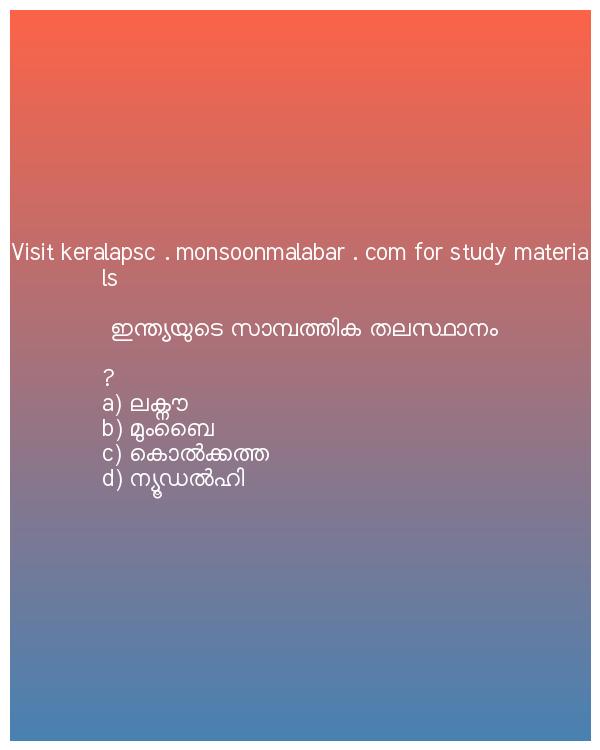 Visit keralapsc . monsoonmalabar . com for study materia
ls
ഇന്ത്യയുടെ സാമ്പത്തിക തലസ്ഥാനം
?
a) ലക്നൗ
b) മുംബൈ
c) കൊൽക്കത്ത
d) ന്യൂഡൽഹി